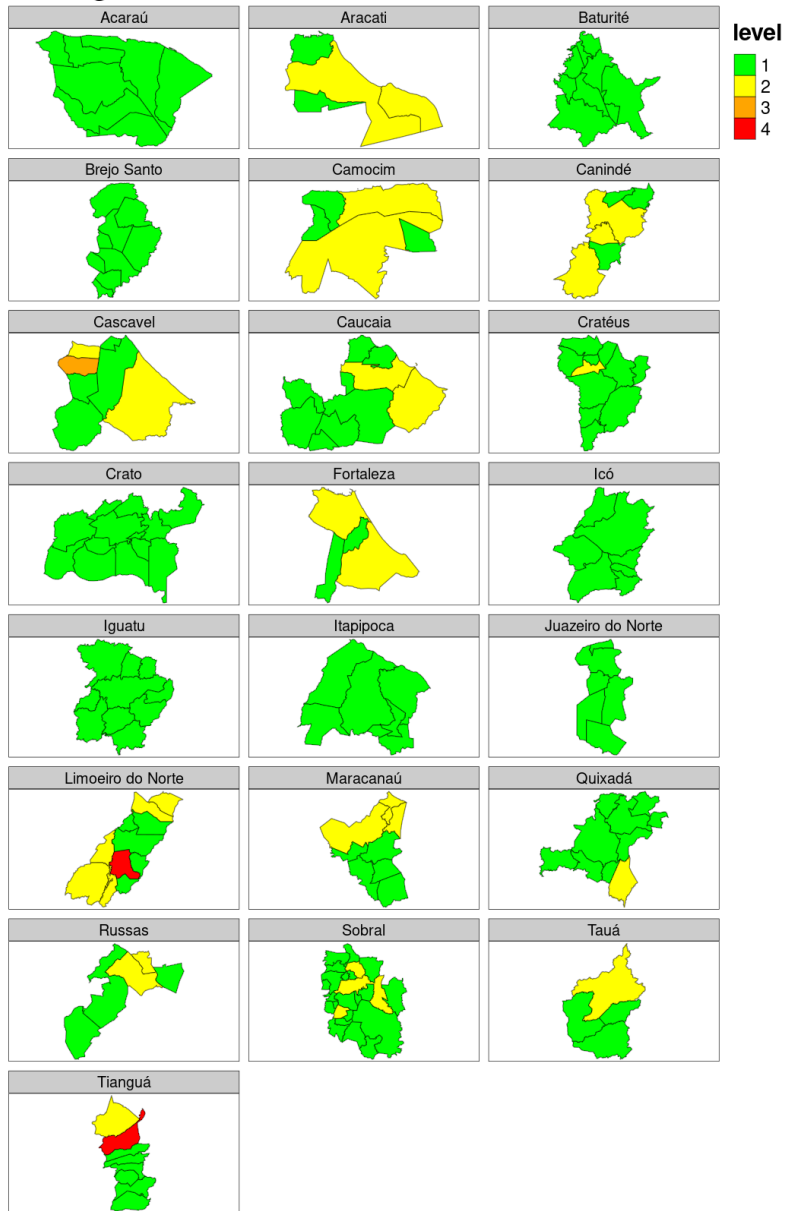 Acaraú
Aracati
Baturité
level
1
2
3
4
Brejo Santo
Camocim
Canindé
Cascavel
Caucaia
Cratéus
Crato
Fortaleza
Icó
Iguatu
Itapipoca
Juazeiro do Norte
Limoeiro do Norte
Maracanaú
Quixadá
Russas
Sobral
Tauá
Tianguá